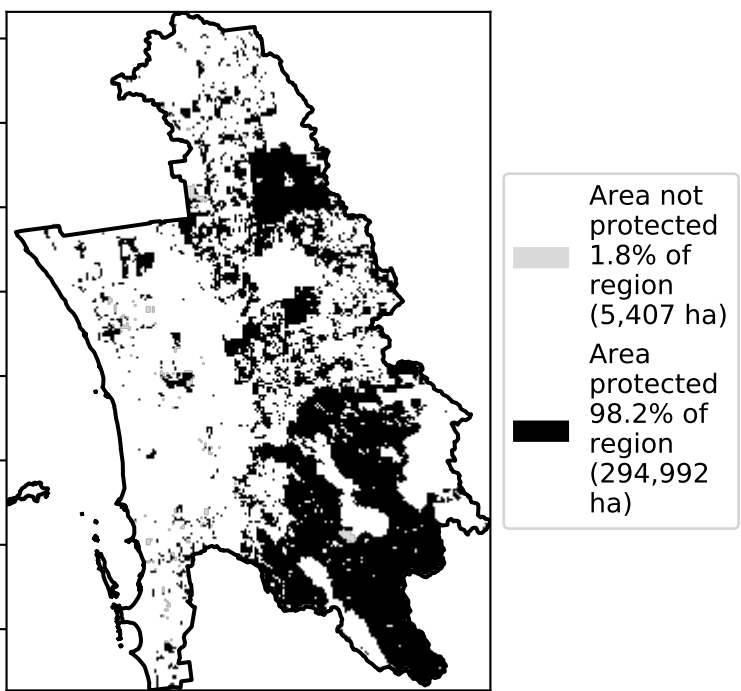 Area not
protected
1.8% of
region
(5,407 ha)
Area
protected
98.2% of
region
(294,992
ha)